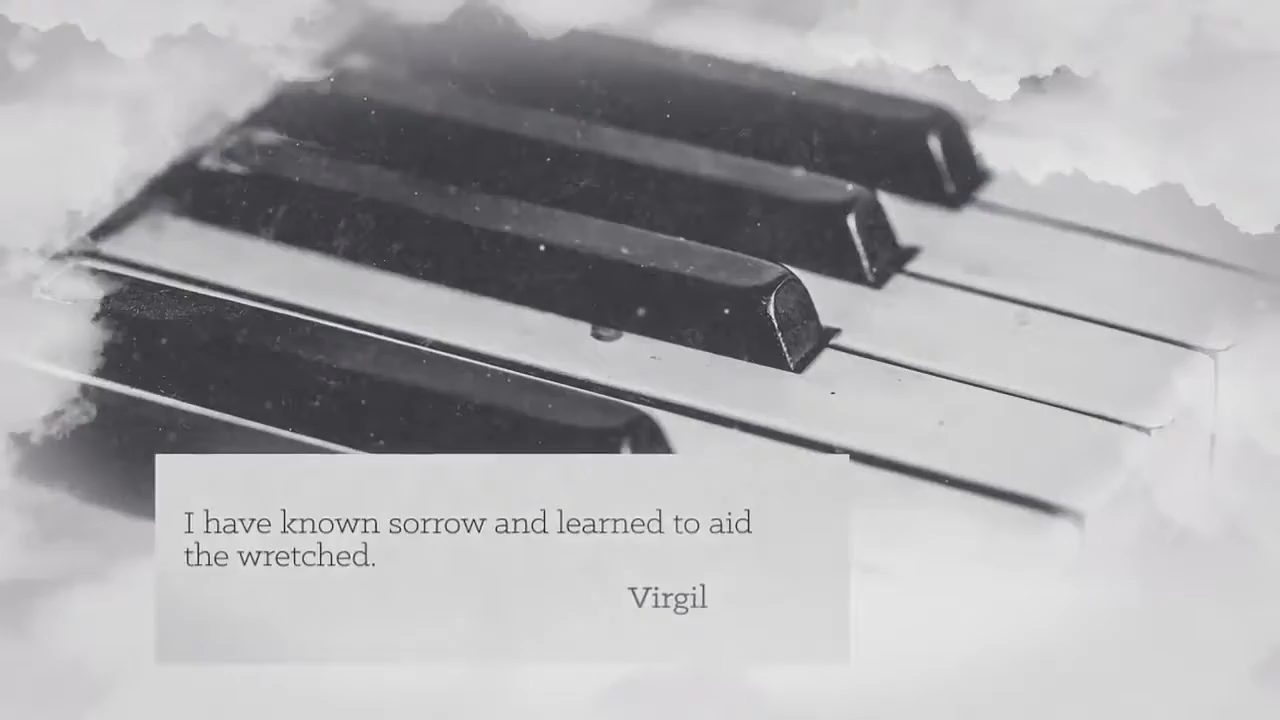 I have known sorrow and learned to aid
the wretched.
Virgil